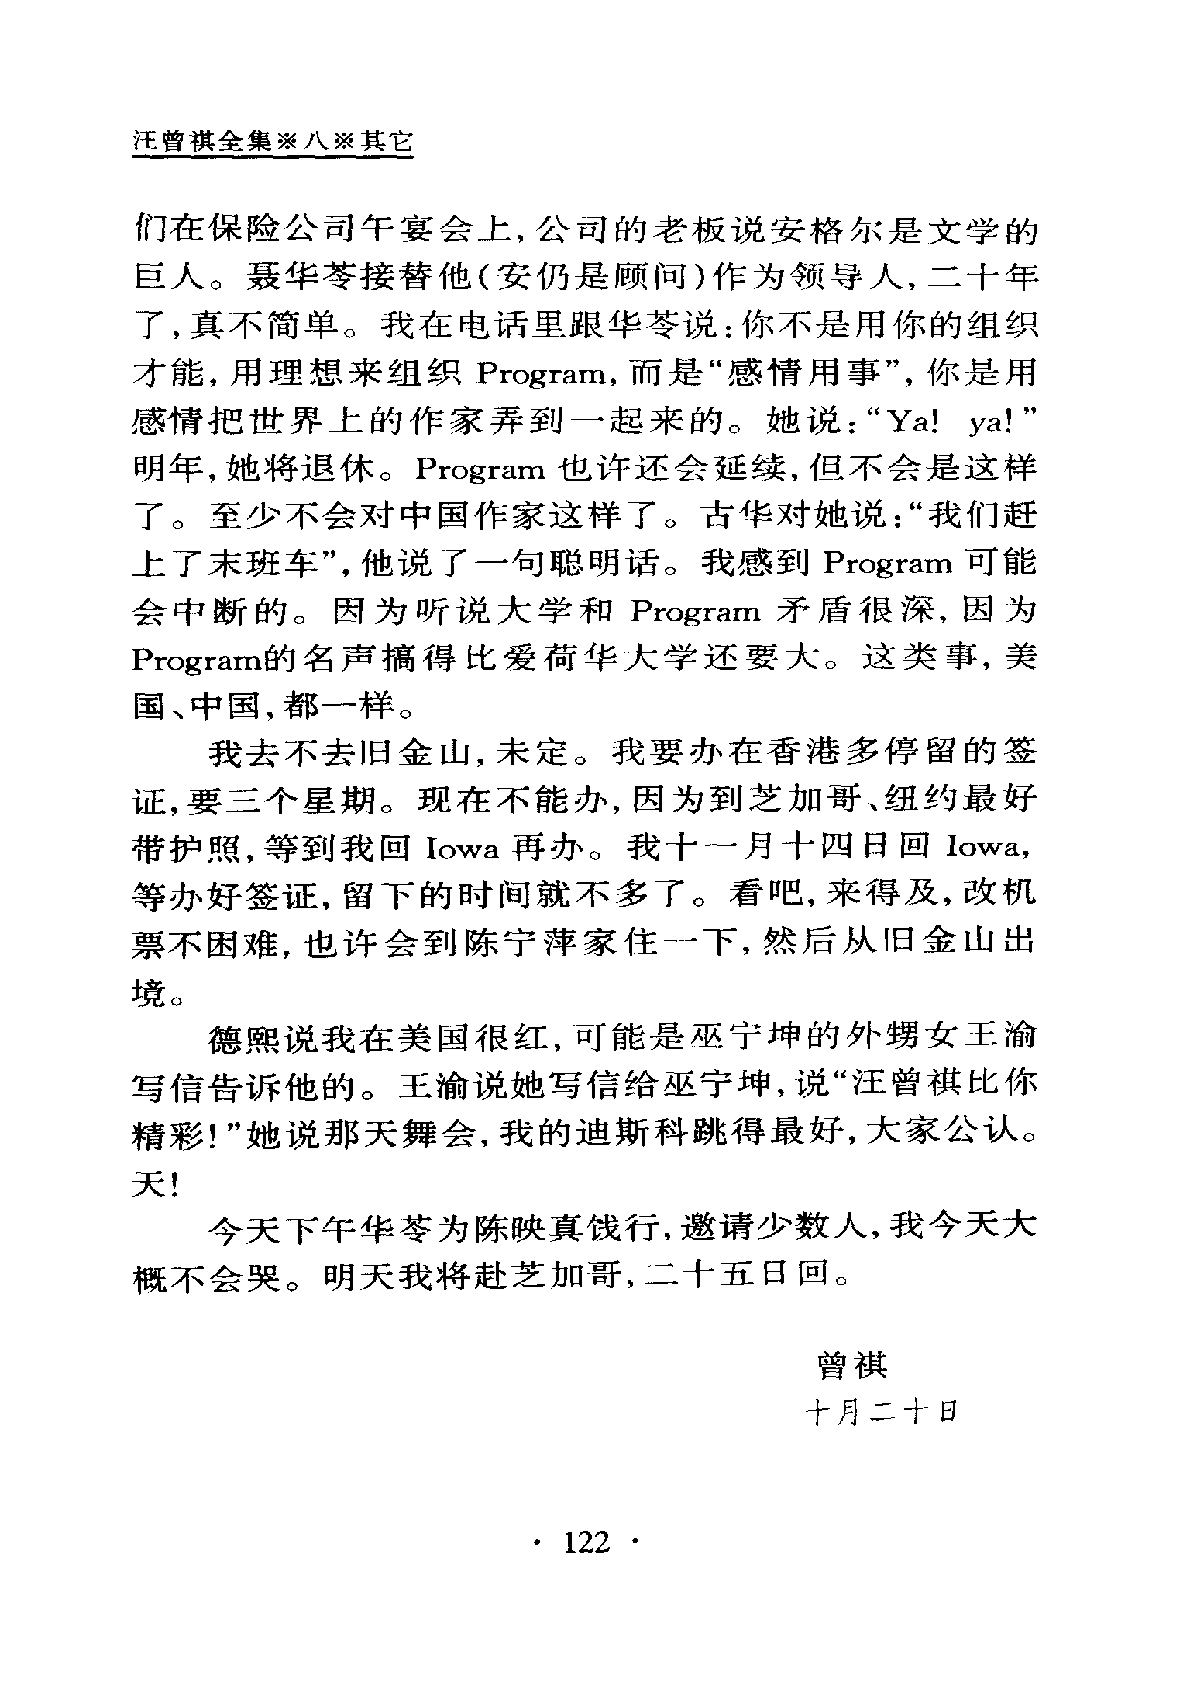 汪曾祺全集※八※其它
们在保险公司午宴会上，公司的老板说安格尔是文学的
巨人。聂华苓接替他(安仍是顾问)作为领导人，二十年
了，真不简单。我在电话里跟华苓说：你不是用你的组织
才能，用理想来组织 Program，而是“感情用事”，你是用
感情把世界上的作家弄到一起来的。她说：“Ya! ya!”
明年，她将退休。Program 也许还会延续，但不会是这样
了。至少不会对中国作家这样了。古华对她说：“我们赶
上了末班车”，他说了一句聪明话。我感到 Program 可能
会中断的。因为听说大学和 Program 矛盾很深，因为
Program的名声搞得比爱荷华大学还要大。这类事，美
国、中国，都一样。
我去不去旧金山，未定。我要办在香港多停留的签
证，要三个星期。现在不能办，因为到芝加哥、纽约最好
带护照，等到我回 Iowa 再办。我十一月十四日回 Iowa，
等办好签证，留下的时间就不多了。看吧，来得及，改机
票不困难，也许会到陈宁萍家住一下，然后从旧金山出
境。
德熙说我在美国很红，可能是巫宁坤的外甥女王渝
写信告诉他的。王渝说她写信给巫宁坤，说“汪曾祺比你
精彩!”她说那天舞会，我的迪斯科跳得最好，大家公认。
天!
今天下午华苓为陈映真饯行，邀请少数人，我今天大
概不会哭。明天我将赴芝加哥，二十五日回。
曾祺
十月二十日
· 122 ·